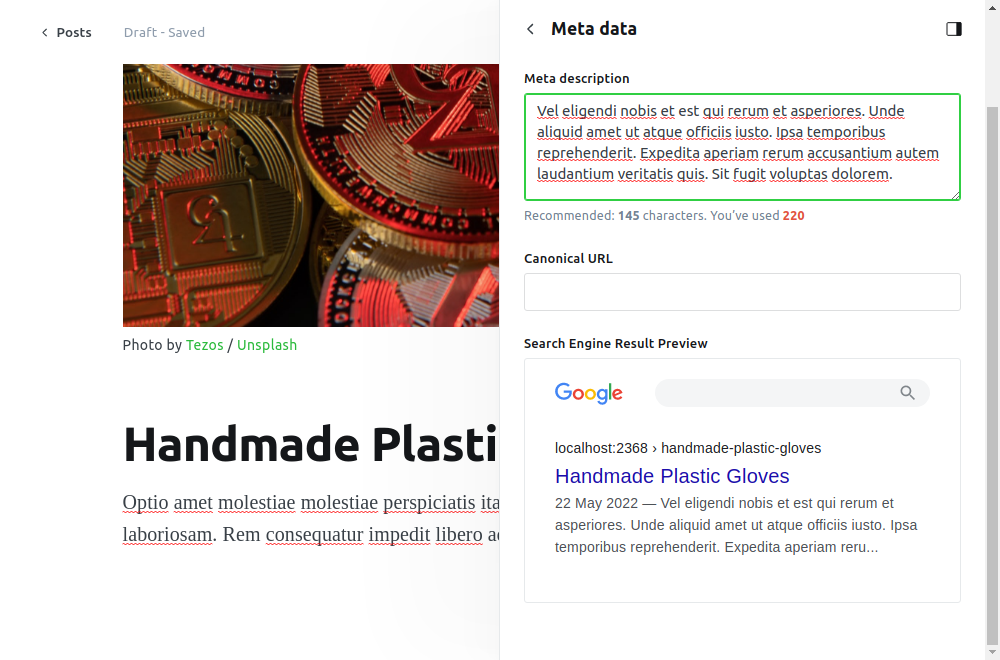 Posts
Draft - Saved
Photo by Tezos / Unsplash
Handmade Plasti
Optio amet molestiae molestiae perspiciatis ita
laboriosam. Rem consequatur impedit libero a
Meta data
Meta description
Vel eligendi nobis et est qui rerum et asperiores. Unde
aliquid amet ut atque officiis iusto. Ipsa temporibus
reprehenderit. Expedita aperiam rerum accusantium autem
laudantium veritatis quis. Sit fugit voluptas dolorem.
Recommended: 145 characters. You've used 220
Canonical URL
Search Engine Result Preview
Google
localhost:2368 › handmade-plastic-gloves
Handmade Plastic Gloves
22 May 2022 — Vel eligendi nobis et est qui rerum et
asperiores. Unde aliquid amet ut atque officiis iusto. Ipsa
temporibus reprehenderit. Expedita aperiam reru...